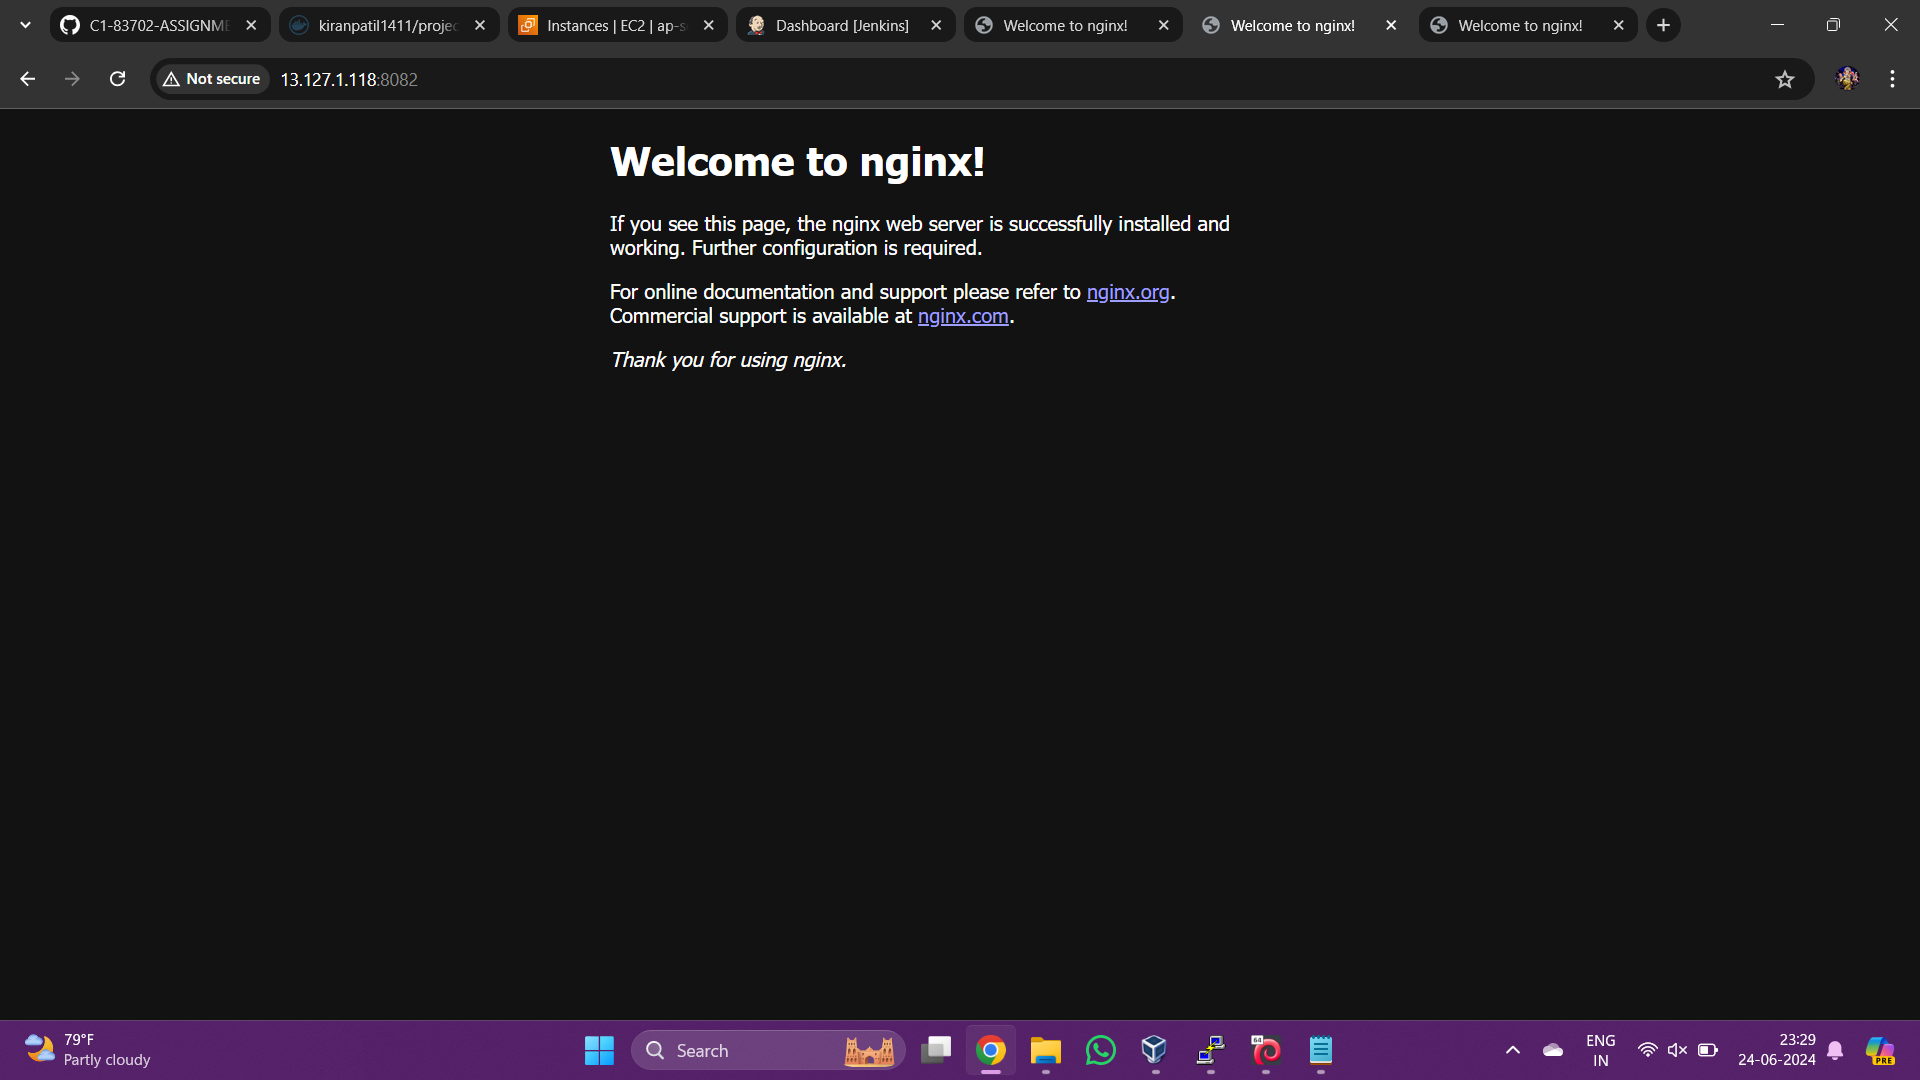 C1-83702-ASSIGNME
kiranpatil1411/projec
Instances | EC2 | ap-s
Dashboard [Jenkins]
Welcome to nginx!
Welcome to nginx!
Welcome to nginx!
Not secure
13.127.1.118:8082
Welcome to nginx!
If you see this page, the nginx web server is successfully installed and
working. Further configuration is required.
For online documentation and support please refer to nginx.org.
Commercial support is available at nginx.com.
Thank you for using nginx.
79°F
Partly cloudy
Search
64
ENG
IN
23:29
24-06-2024
PRE